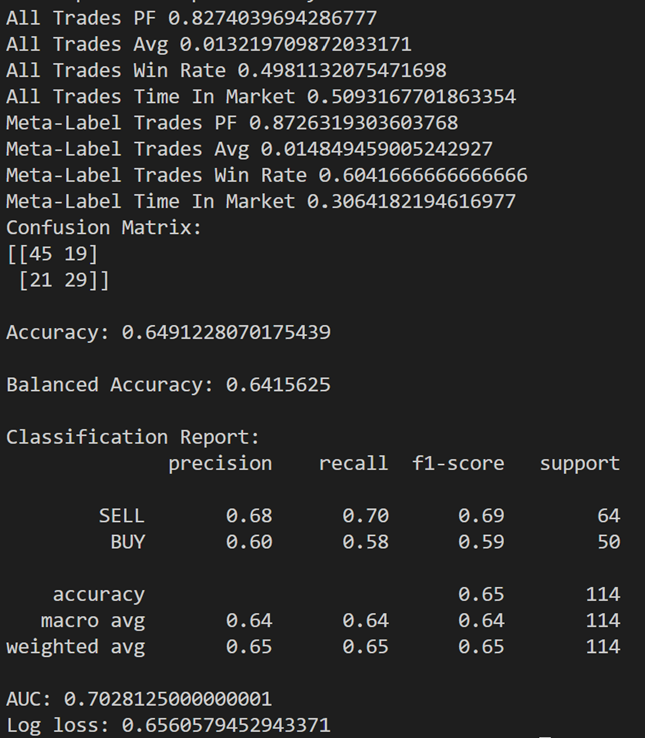 All Trades PF 0.8274039694286777
All Trades Avg 0.013219709872033171
All Trades Win Rate 0.4981132075471698
All Trades Time In Market 0.5093167701863354
Meta-Label Trades PF 0.8726319303603768
Meta-Label Trades Avg 0.014849459005242927
Meta-Label Trades Win Rate 0.6041666666666666
Meta-Label Time In Market 0.3064182194616977
Confusion Matrix:
[[45 19]
 [21 29]]
Accuracy: 0.6491228070175439
Balanced Accuracy: 0.6415625
Classification Report:
              precision    recall  f1-score   support
        SELL       0.68      0.70      0.69        64
         BUY       0.60      0.58      0.59        50
    accuracy                           0.65       114
   macro avg       0.64      0.64      0.64       114
weighted avg       0.65      0.65      0.65       114
AUC: 0.7028125000000001
Log loss: 0.6560579452943371